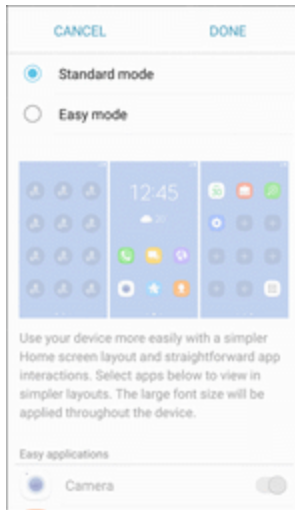 CANCEL DONE
Standard mode
Easy mode
12:45
Use your device more easily with a simpler
Home screen layout and straightforward app
interactions. Select apps below to view in
simpler layouts. The large font size will be
applied throughout the device.
Easy applications
Camera